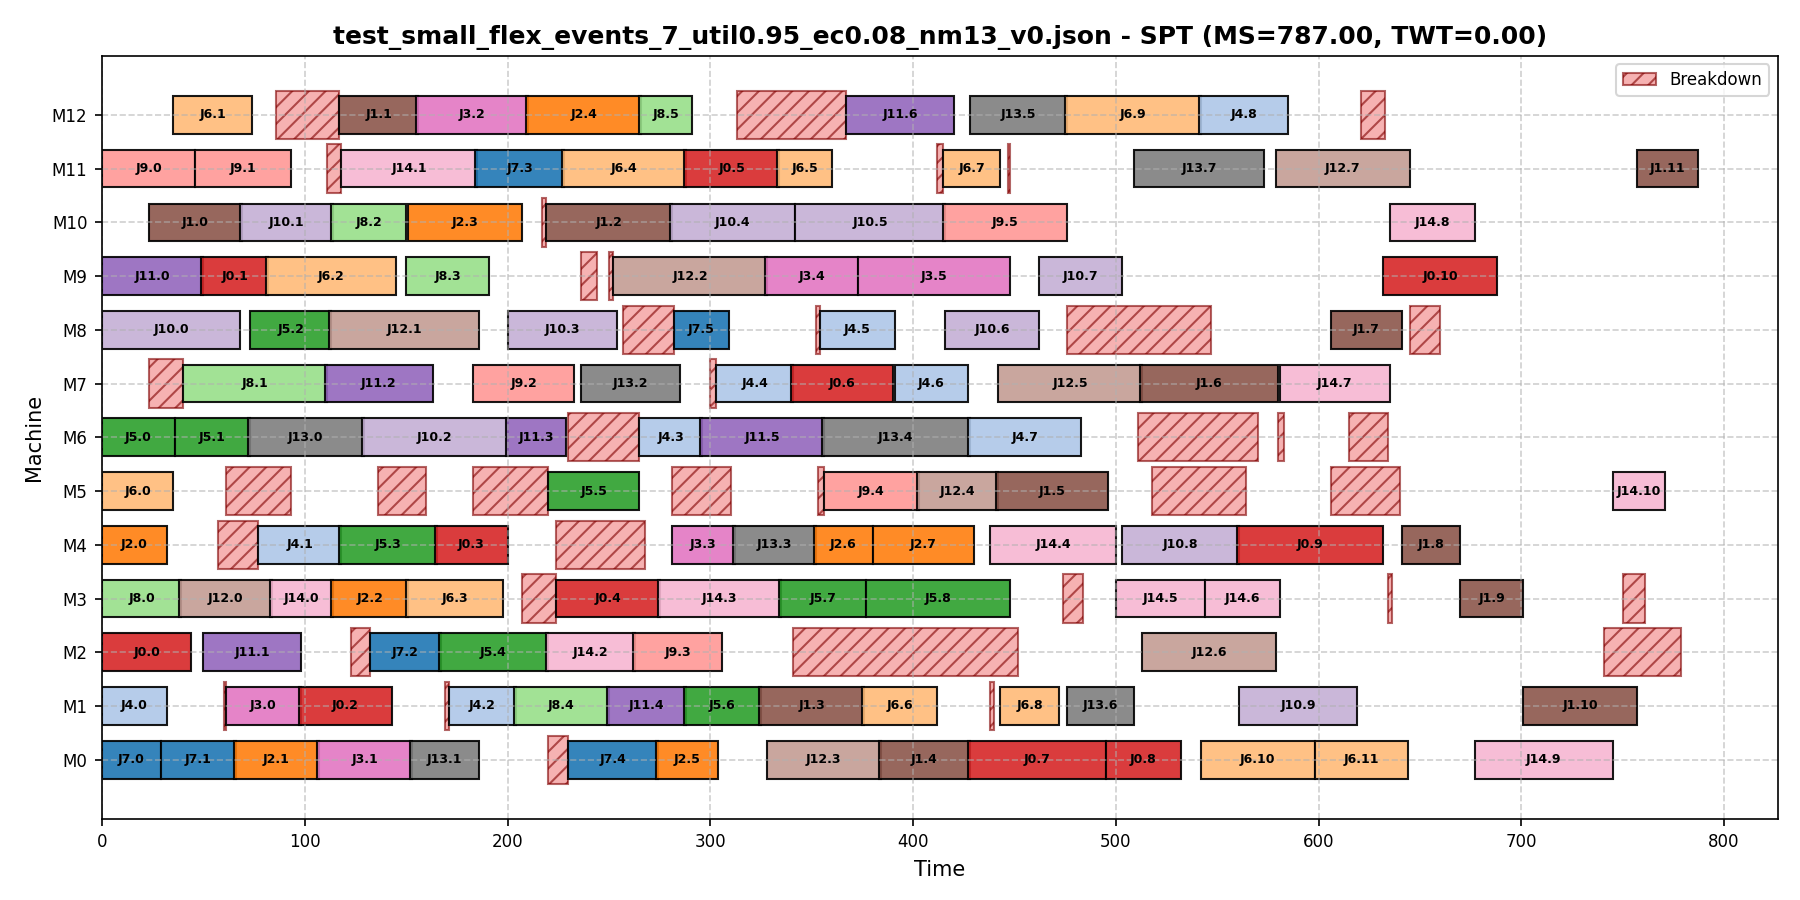 test_small_flex_events_7_util0.95_ec0.08_nm13_v0.json - SPT (MS=787.00, TWT=0.00)
Breakdown
M12 J6.1 J1.1 J3.2 J2.4 J8.5 J11.6 J13.5 J6.9 J4.8
M11 J9.0 J9.1 J14.1 J7.3 J6.4 J0.5 J6.5 J6.7 J13.7 J12.7 J1.11
M10 J1.0 J10.1 J8.2 J2.3 J1.2 J10.4 J10.5 J9.5 J14.8
M9 J11.0 J0.1 J6.2 J8.3 J12.2 J3.4 J3.5 J10.7 J0.10
M8 J10.0 J5.2 J12.1 J10.3 J7.5 J4.5 J10.6 J1.7
M7 J8.1 J11.2 J9.2 J13.2 J4.4 J0.6 J4.6 J12.5 J1.6 J14.7
M6 J5.0 J5.1 J13.0 J10.2 J11.3 J4.3 J11.5 J13.4 J4.7
M5 J6.0 J5.5 J9.4 J12.4 J1.5 J14.10
M4 J2.0 J4.1 J5.3 J0.3 J3.3 J13.3 J2.6 J2.7 J14.4 J10.8 J0.9 J1.8
M3 J8.0 J12.0 J14.0 J2.2 J6.3 J0.4 J14.3 J5.7 J5.8 J14.5 J14.6 J1.9
M2 J0.0 J11.1 J7.2 J5.4 J14.2 J9.3 J12.6
M1 J4.0 J3.0 J0.2 J4.2 J8.4 J11.4 J5.6 J1.3 J6.6 J6.8 J13.6 J10.9 J1.10
M0 J7.0 J7.1 J2.1 J3.1 J13.1 J7.4 J2.5 J12.3 J1.4 J0.7 J0.8 J6.10 J6.11 J14.9
0 100 200 300 400 500 600 700 800
Time
Machine